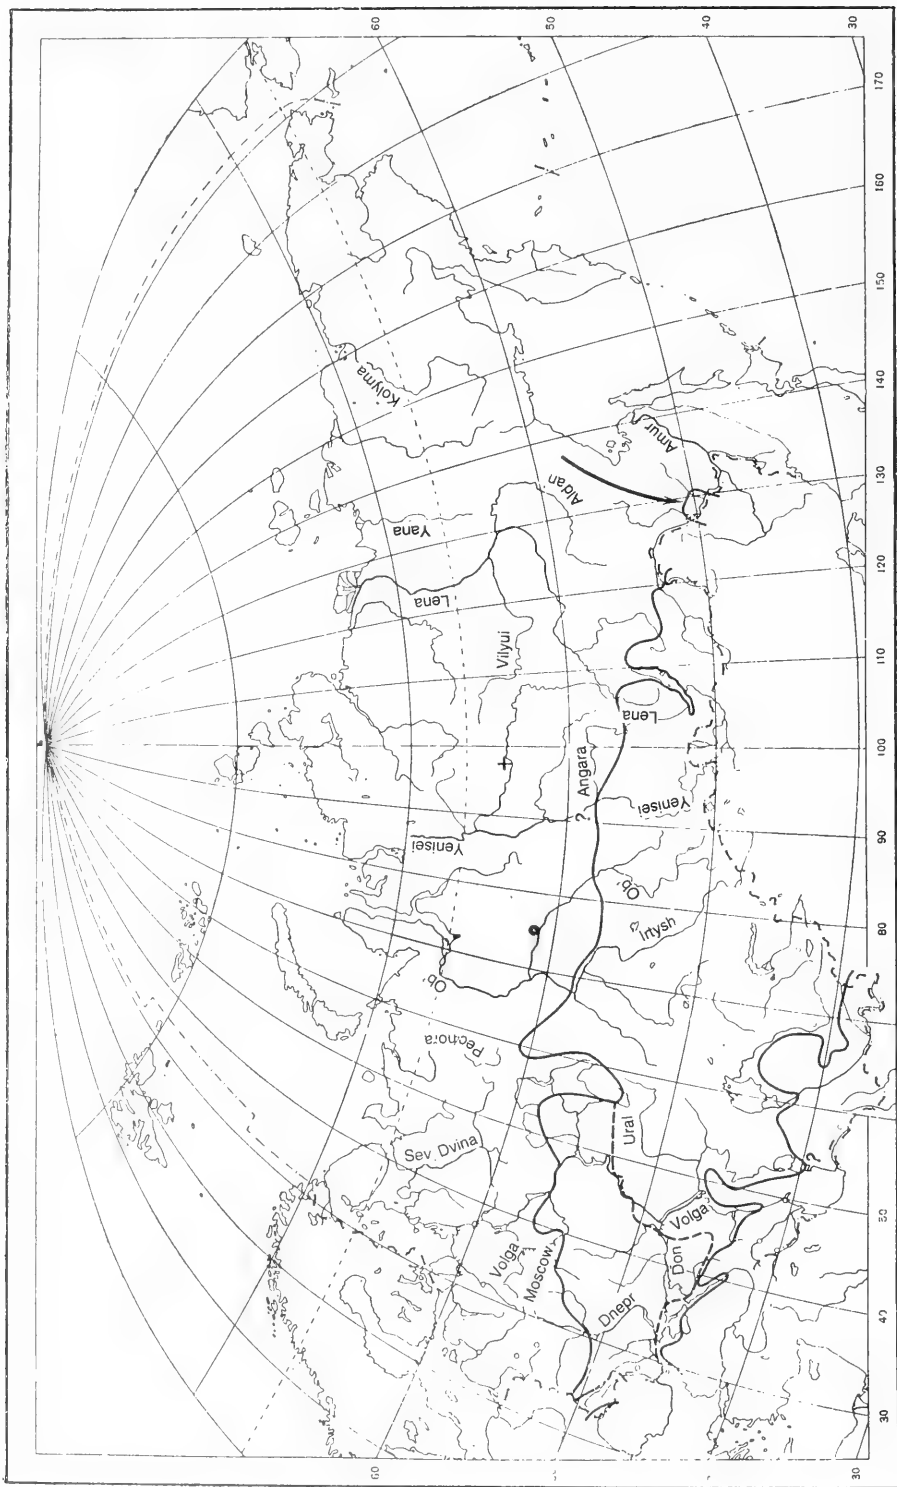 60
50
40
30
170
160
150
140
130
120
110
100
90
80
50
40
30
60
30
Kolyma
Amur
Aldan
Yana
Lena
Vilyui
Lena
Angara
?
Yenisei
Yenisei
Ob'
Irtysh
Ob'
Pechora
Sev Dvina
Ural
?
Volga
Volga
Moscow
Don
Dnepr